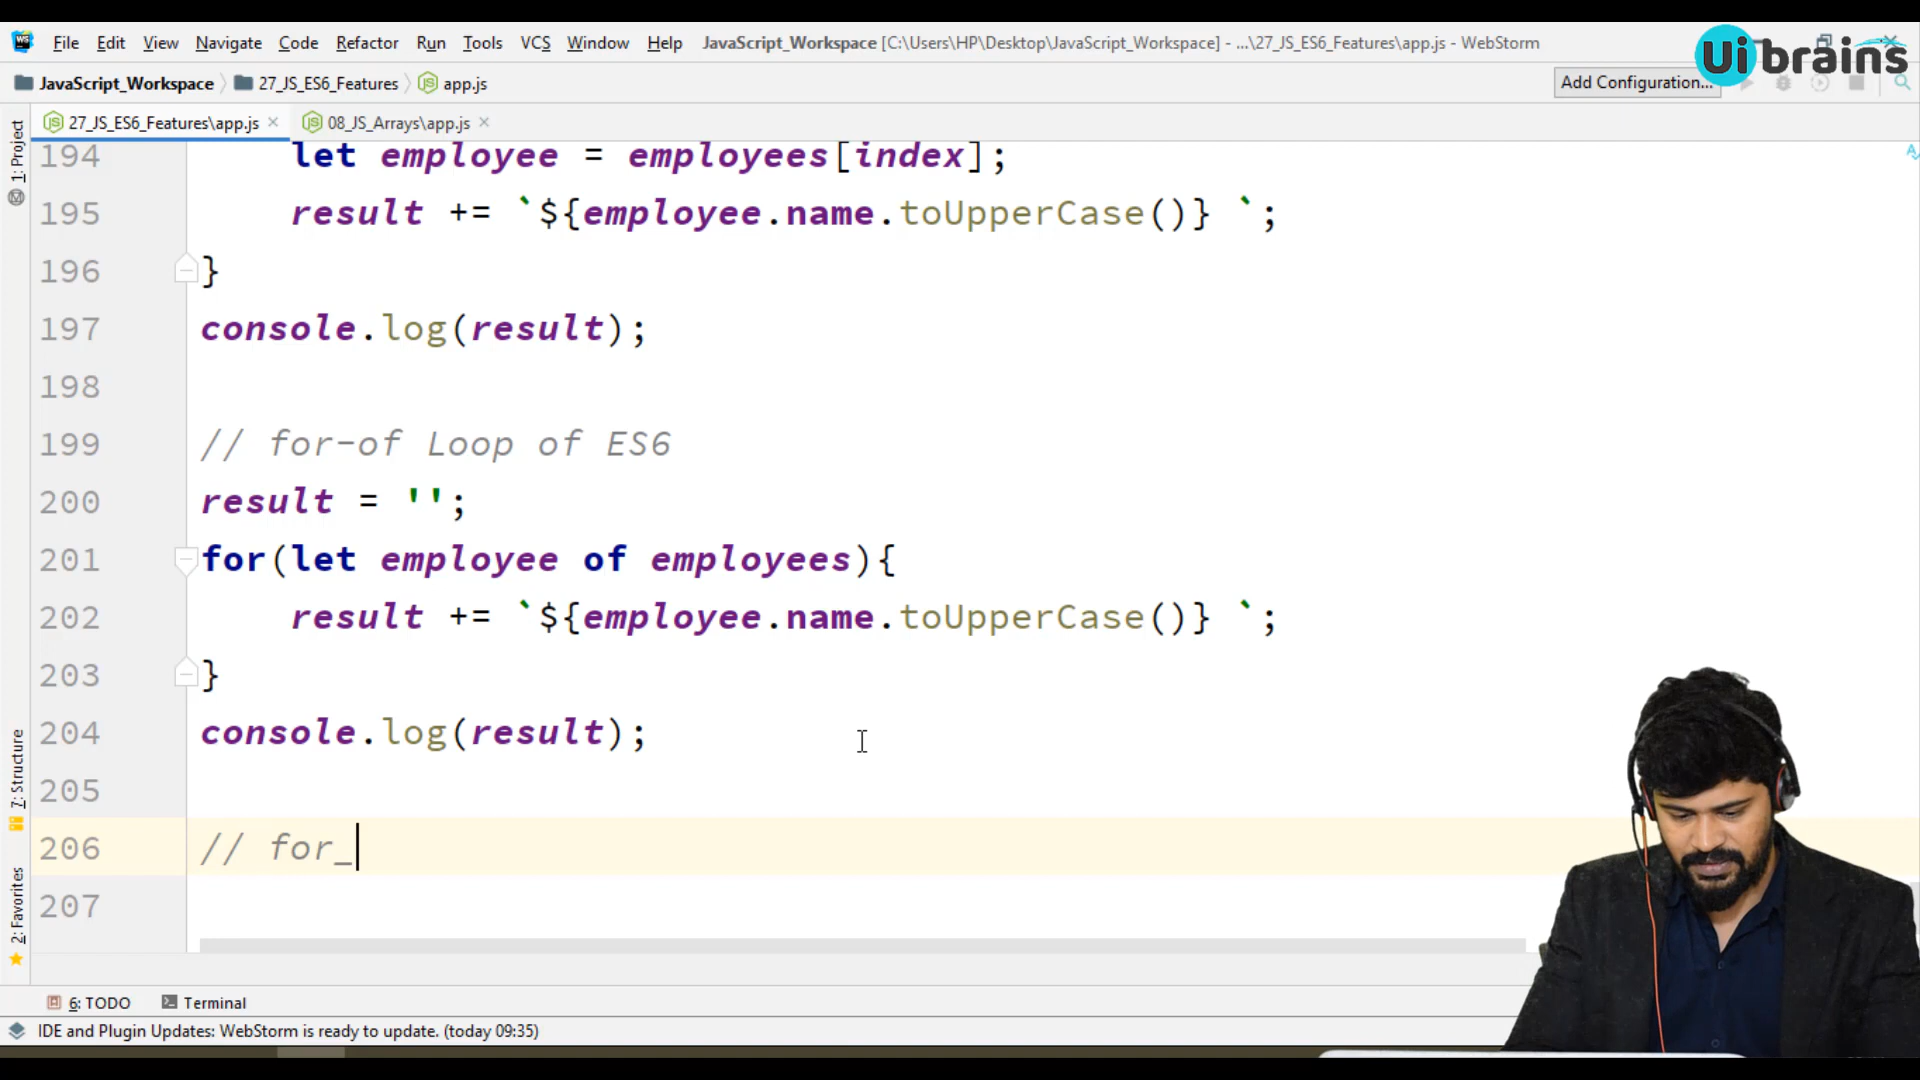 File Edit View Navigate Code Refactor Run Tools VCS Window Help JavaScript_Workspace [C:\Users\HP\Desktop\JavaScript_Workspace] - ...\27_JS_ES6_Features\app.js - WebStorm
Ui brains
JavaScript_Workspace 27_JS_ES6_Features app.js Add Configuration...
27_JS_ES6_Features\app.js 08_JS_Arrays\app.js
1: Project
7: Structure
2: Favorites
194 let employee = employees[index];
195 result += `${employee.name.toUpperCase()} `;
196 }
197 console.log(result);
198
199 // for-of Loop of ES6
200 result = '';
201 for(let employee of employees){
202 result += `${employee.name.toUpperCase()} `;
203 }
204 console.log(result);
205
206 // for_
207
6: TODO Terminal
IDE and Plugin Updates: WebStorm is ready to update. (today 09:35)